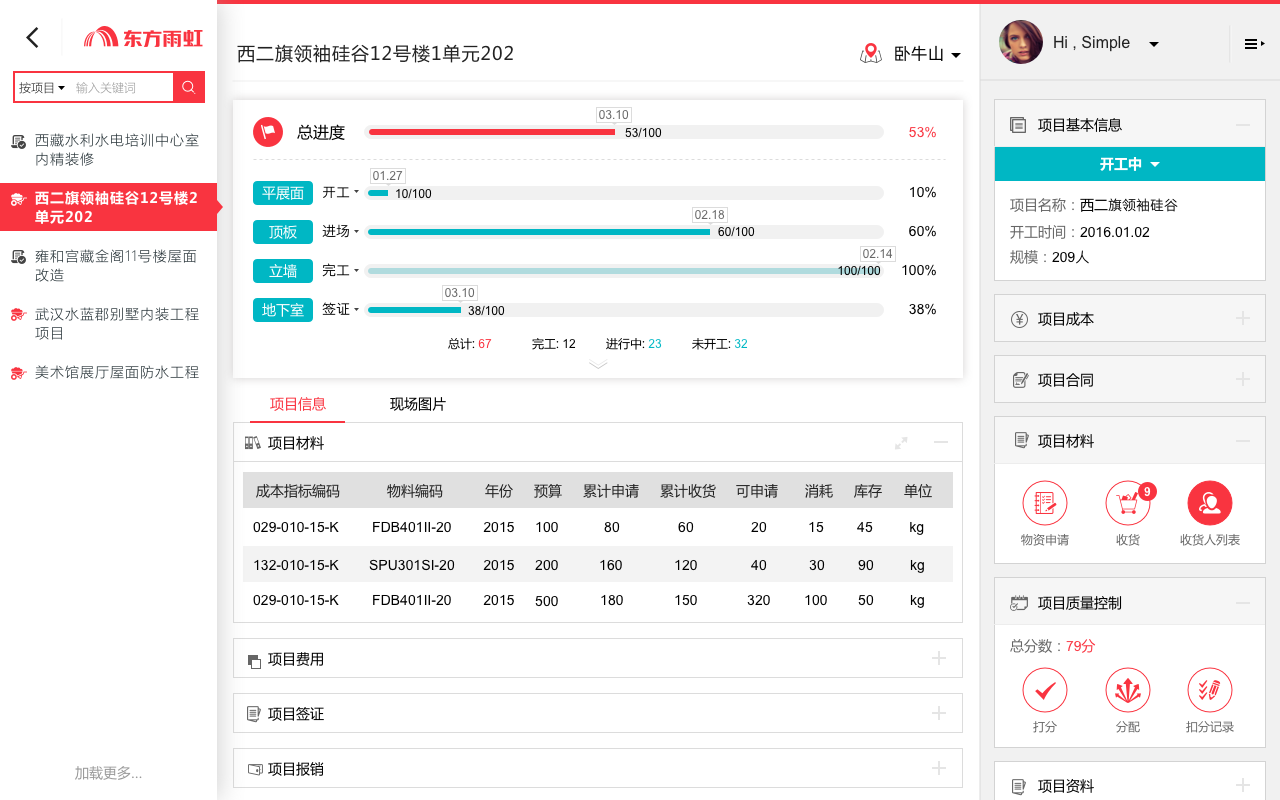 东方雨虹
按项目 输入关键词
西藏水利水电培训中心室
内精装修
西二旗领袖硅谷12号楼2
单元202
雍和宫藏金阁11号楼屋面
改造
武汉水蓝郡别墅内装工程
项目
美术馆展厅屋面防水工程
加载更多...
西二旗领袖硅谷12号楼1单元202
卧牛山
03.10
总进度 53/100 53%
01.27
平展面 开工 10/100 10%
02.18
顶板 进场 60/100 60%
02.14
立墙 完工 100/100 100%
03.10
地下室 签证 38/100 38%
总计: 67 完工: 12 进行中: 23 未开工: 32
项目信息 现场图片
项目材料
成本指标编码 物料编码 年份 预算 累计申请 累计收货 可申请 消耗 库存 单位
029-010-15-K FDB401II-20 2015 100 80 60 20 15 45 kg
132-010-15-K SPU301SI-20 2015 200 160 120 40 30 90 kg
029-010-15-K FDB401II-20 2015 500 180 150 320 100 50 kg
项目费用
项目签证
项目报销
Hi , Simple
项目基本信息
开工中
项目名称：西二旗领袖硅谷
开工时间：2016.01.02
规模：209人
项目成本
项目合同
项目材料
9
物资申请 收货 收货人列表
项目质量控制
总分数：79分
打分 分配 扣分记录
项目资料